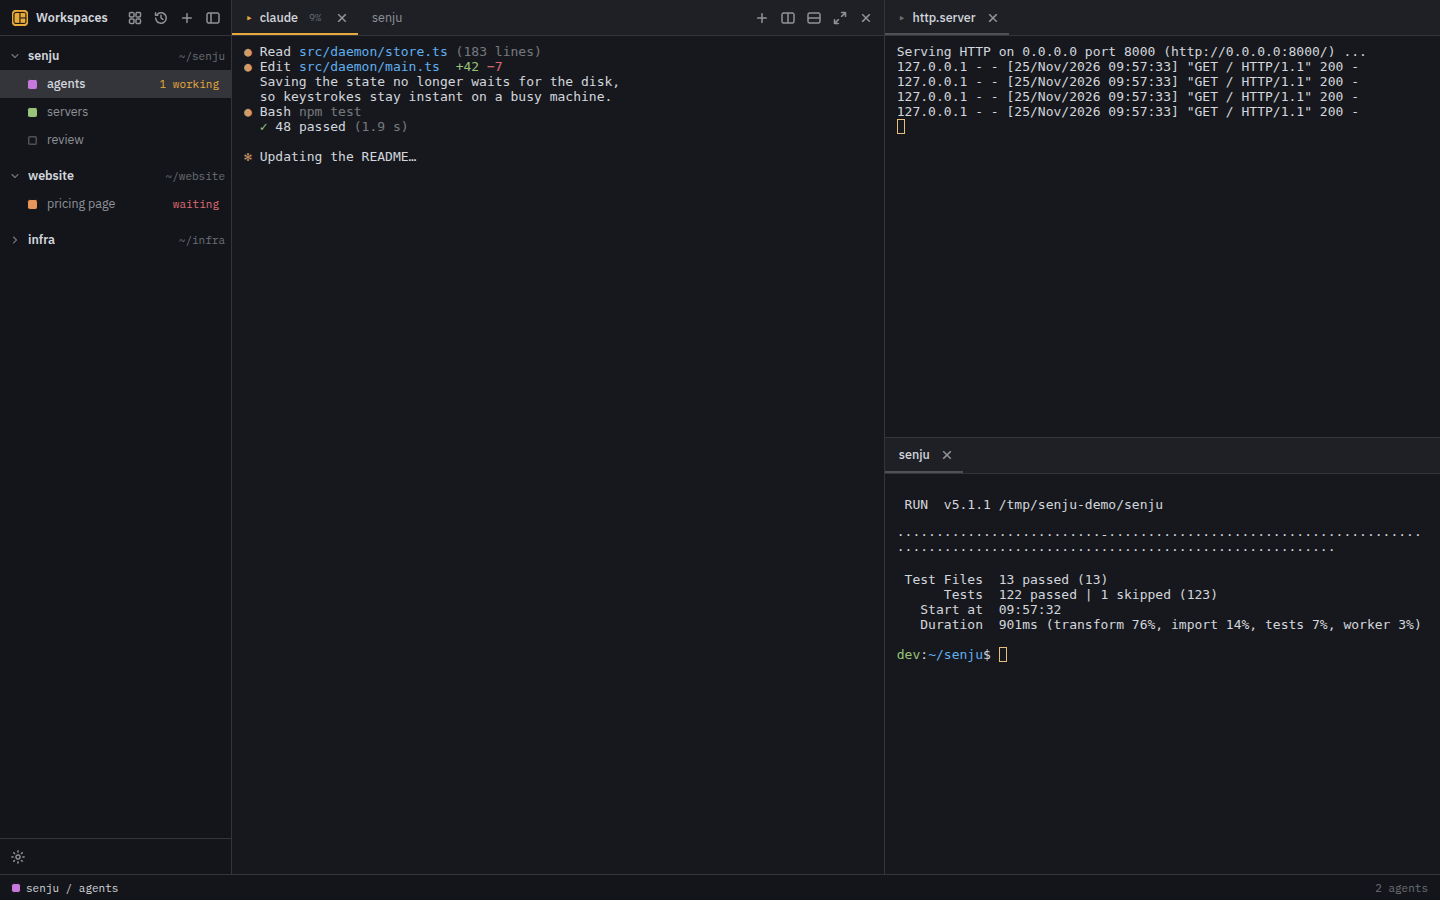 Workspaces
senju ~/senju
agents 1 working
servers
review
website ~/website
pricing page waiting
infra ~/infra
claude 9%
senju
● Read src/daemon/store.ts (183 lines)
● Edit src/daemon/main.ts +42 −7
Saving the state no longer waits for the disk,
so keystrokes stay instant on a busy machine.
● Bash npm test
✓ 48 passed (1.9 s)
✻ Updating the README…
http.server
Serving HTTP on 0.0.0.0 port 8000 (http://0.0.0.0:8000/) ...
127.0.0.1 - - [25/Nov/2026 09:57:33] "GET / HTTP/1.1" 200 -
127.0.0.1 - - [25/Nov/2026 09:57:33] "GET / HTTP/1.1" 200 -
127.0.0.1 - - [25/Nov/2026 09:57:33] "GET / HTTP/1.1" 200 -
127.0.0.1 - - [25/Nov/2026 09:57:33] "GET / HTTP/1.1" 200 -
senju
RUN v5.1.1 /tmp/senju-demo/senju
Test Files 13 passed (13)
Tests 122 passed | 1 skipped (123)
Start at 09:57:32
Duration 901ms (transform 76%, import 14%, tests 7%, worker 3%)
dev:~/senju$
senju / agents
2 agents